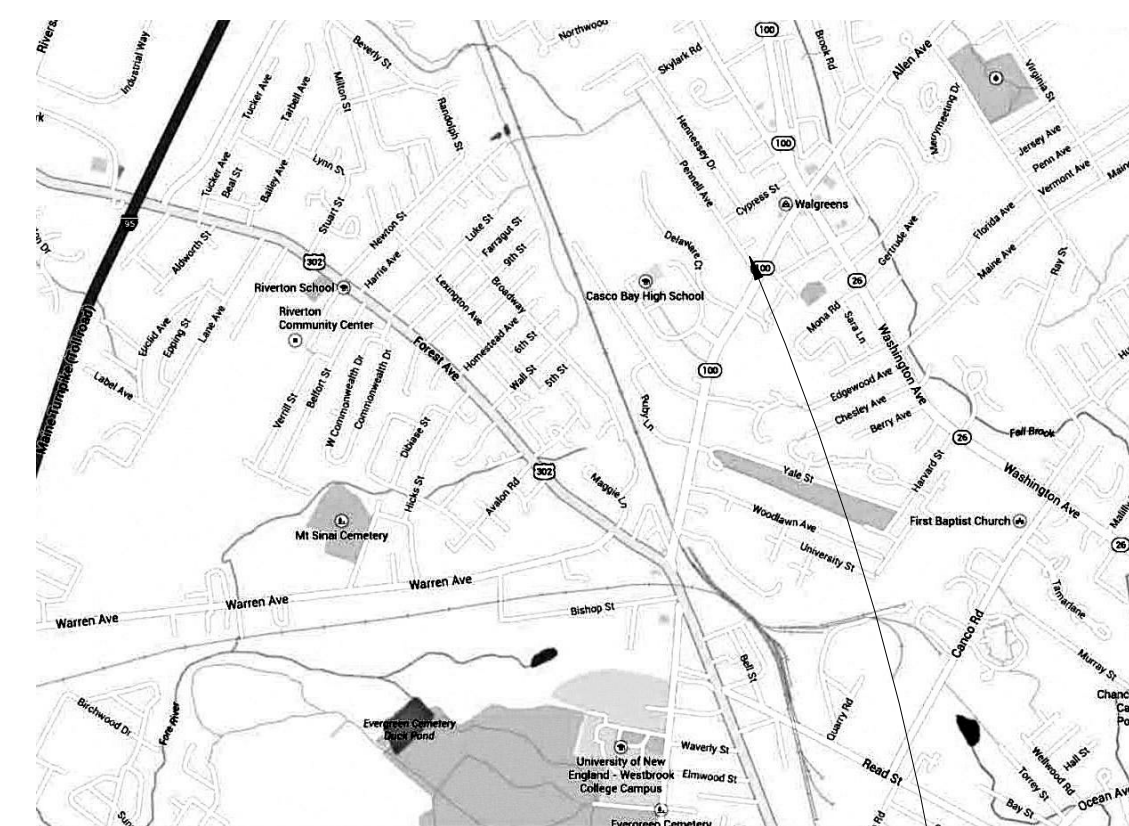 Northwood
100
Skylark Rd
Brook Rd
Allen Ave
Virginia St
Industrial Way
Beverly St
Tucker Ave
Tarbell Ave
Milton St
Randolph St
Hennessey Dr
Merrymeeting Dr
100
Jersey Ave
Penn Ave
Vermont Ave
Lynn St
Tucker Ave
Beal St
Bailey Ave
Pennell Ave
Cypress St
Walgreens
95
Stuart St
Newton St
Luke St
Farragut St
9th St
Delaware Ct
Gertrude Ave
Florida Ave
Maine Ave
Ray St
Aldworth St
302
Harris Ave
100
26
Riverton School
Lexington Ave
Broadway
Casco Bay High School
Riverton
Community Center
Mona Rd
Sara Ln
Euclid Ave
Epping St
Lane Ave
Homestead Ave
6th St
Washington Ave
Forest Ave
Wall St
5th St
100
Maine Turnpike (Toll road)
Label Ave
Verrill St
Belfort St
W Commonwealth Dr
Commonwealth Dr
Edgewood Ave
Chesley Ave
Berry Ave
Ruby Ln
Dibiase St
26
Fall Brook
302
Yale St
Harvard St
Washington Ave
Hicks St
Avalon Rd
Maggie Ln
Woodlawn Ave
First Baptist Church
Mt Sinai Cemetery
University St
26
Warren Ave
Warren Ave
Warren Ave
Bishop St
Tamarlane
Canco Rd
Bell St
Murray St
Birchwood Dr
Fore River
Evergreen Cemetery
Duck Pond
Quarry Rd
Waverly St
University of New
England - Westbrook
College Campus
Elmwood St
Read St
Wellwood Rd
Hall St
Torrey St
Bay St
Ocean Ave
Evergreen Cemetery